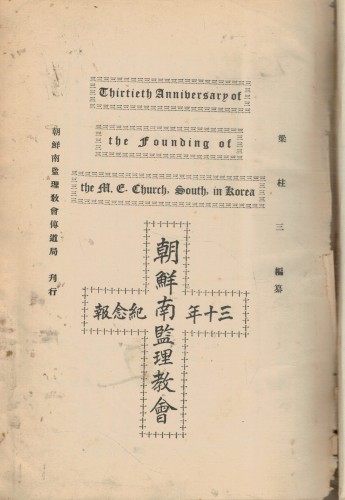 Thirtieth Anniversary of
the Founding of
the M. E. Church, South, in Korea
梁柱三 編纂
朝鮮南監理教會
三十年 紀念報
朝鮮南監理教會傳道局 刊行